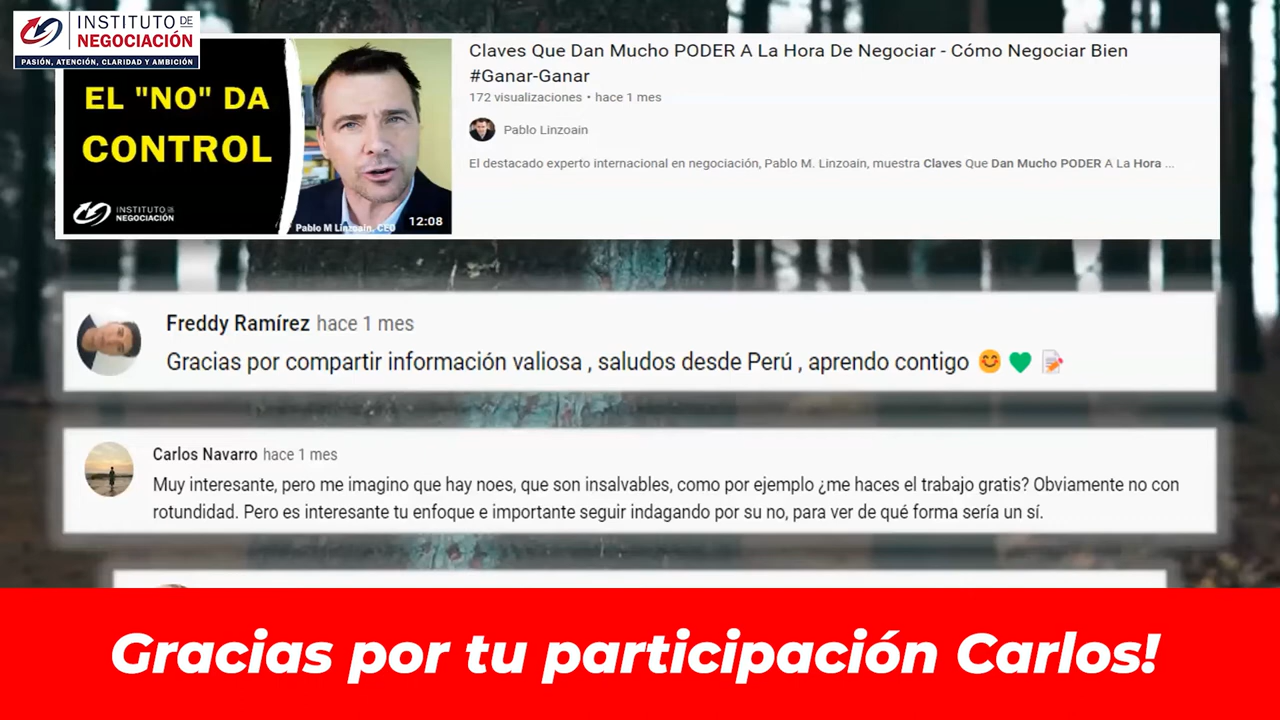 INSTITUTO DE
NEGOCIACIÓN
PASIÓN, ATENCIÓN, CLARIDAD Y AMBICIÓN
EL "NO" DA
CONTROL
INSTITUTO DE
NEGOCIACIÓN
Pablo M Linzoain, CEO
12:08
Claves Que Dan Mucho PODER A La Hora De Negociar - Cómo Negociar Bien
#Ganar-Ganar
172 visualizaciones • hace 1 mes
Pablo Linzoain
El destacado experto internacional en negociación, Pablo M. Linzoain, muestra Claves Que Dan Mucho PODER A La Hora ...
Freddy Ramírez hace 1 mes
Gracias por compartir información valiosa , saludos desde Perú , aprendo contigo 😊 💚 📝
Carlos Navarro hace 1 mes
Muy interesante, pero me imagino que hay noes, que son insalvables, como por ejemplo ¿me haces el trabajo gratis? Obviamente no con
rotundidad. Pero es interesante tu enfoque e importante seguir indagando por su no, para ver de qué forma sería un sí.
Gracias por tu participación Carlos!